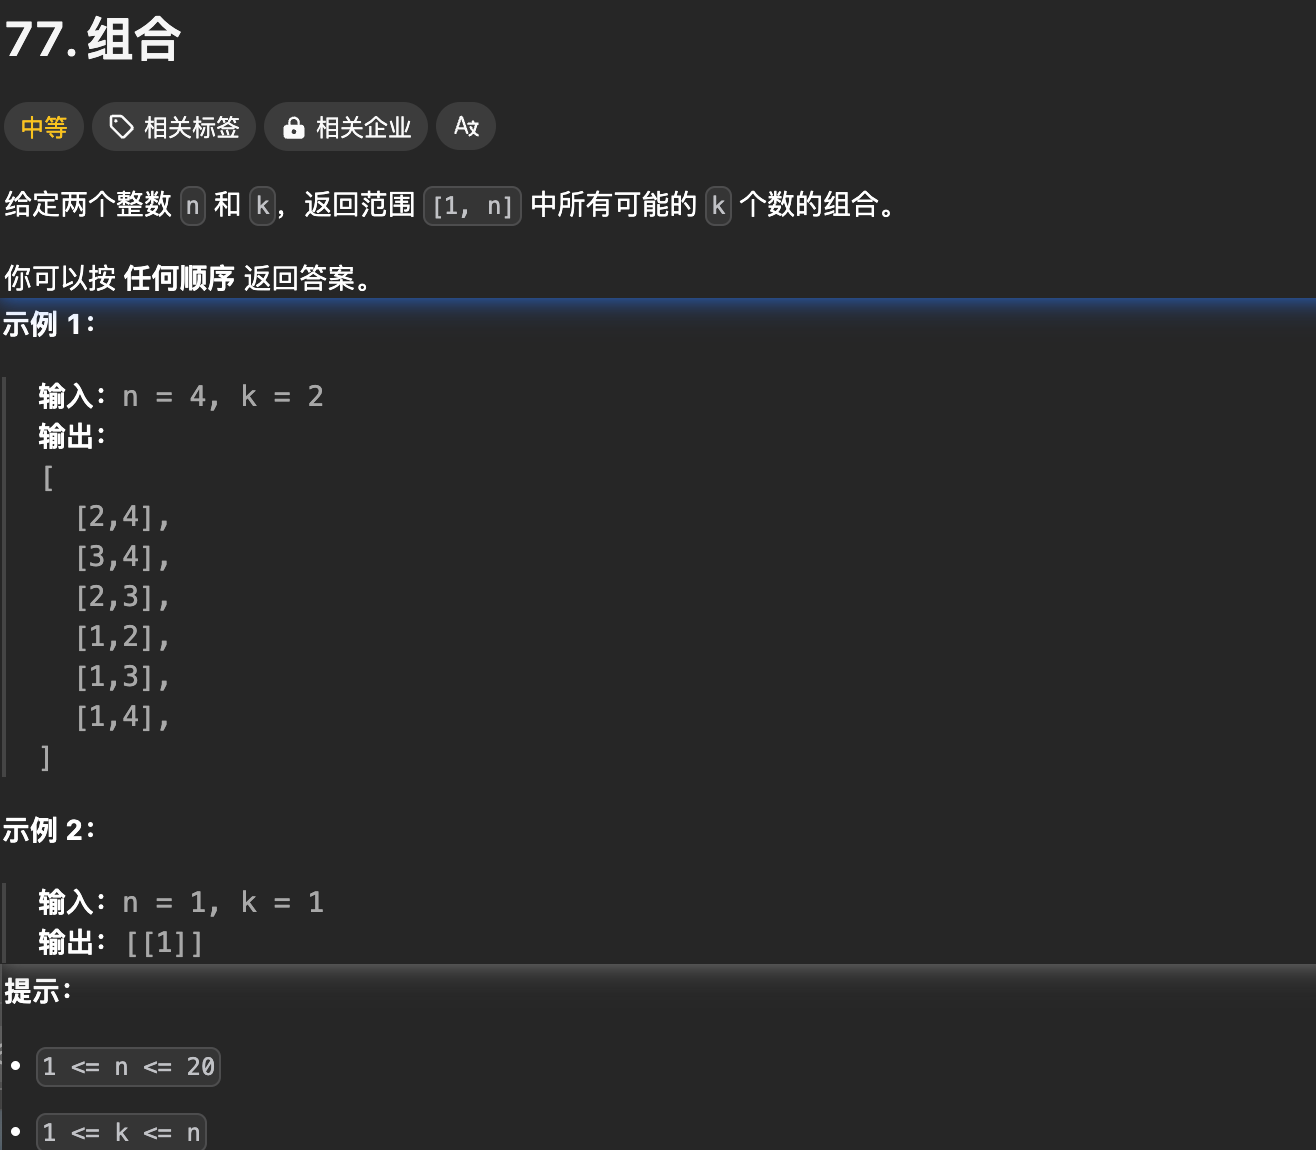 77. 组合
中等 相关标签 相关企业 A文
给定两个整数 n 和 k，返回范围 [1, n] 中所有可能的 k 个数的组合。
你可以按 任何顺序 返回答案。
示例 1：
输入：n = 4, k = 2
输出：
[
[2,4],
[3,4],
[2,3],
[1,2],
[1,3],
[1,4],
]
示例 2：
输入：n = 1, k = 1
输出：[[1]]
提示：
• 1 <= n <= 20
• 1 <= k <= n